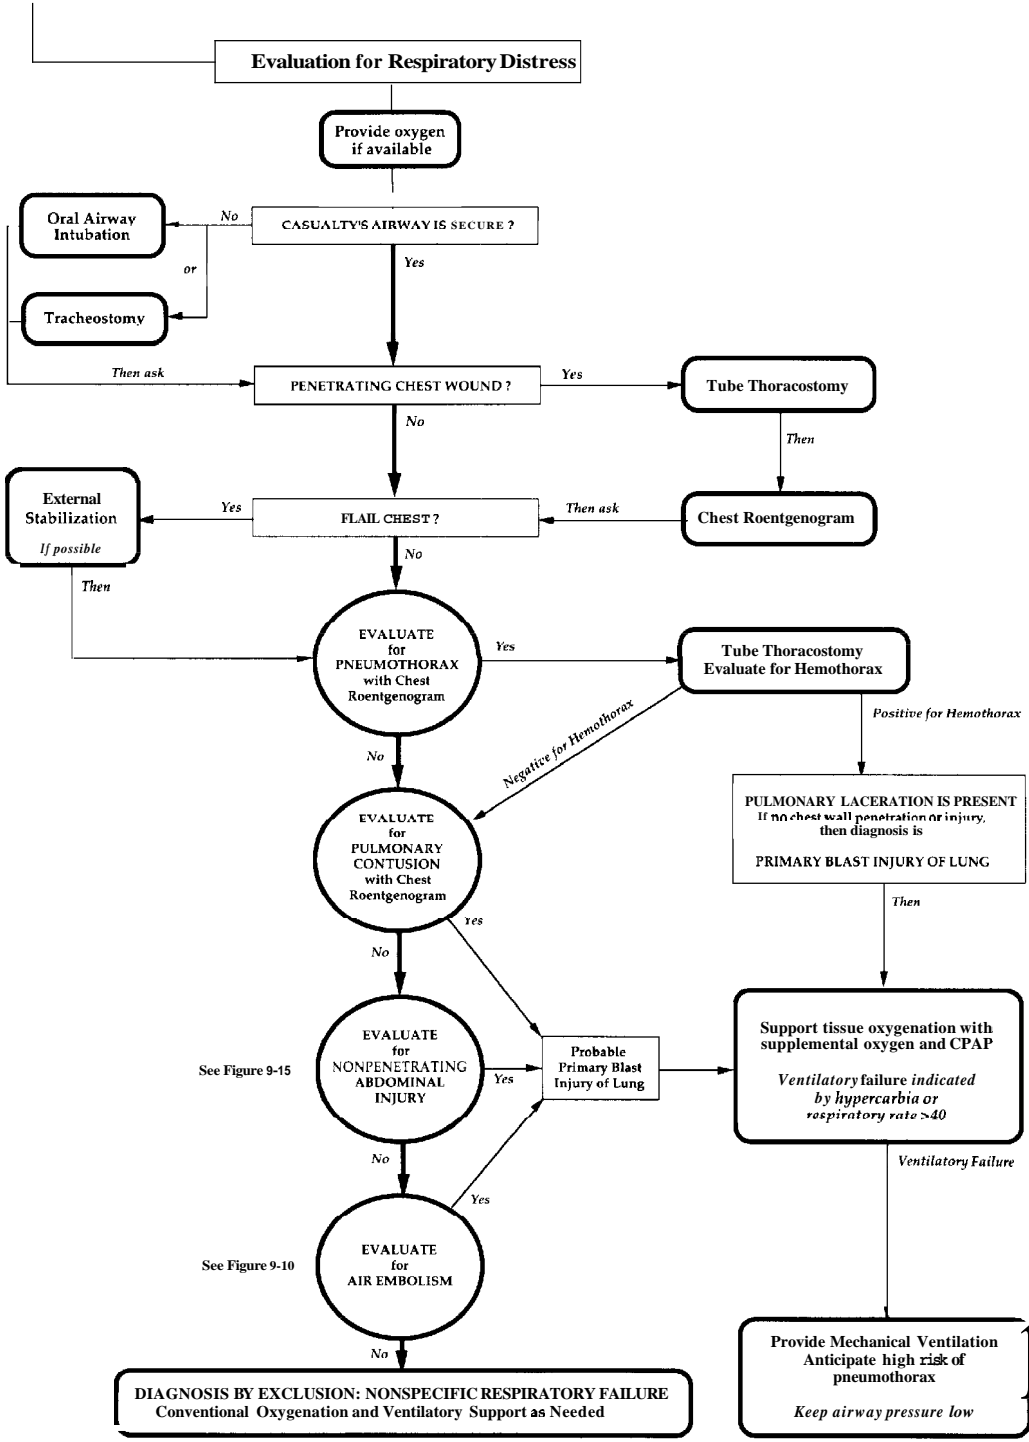 Evaluation for Respiratory Distress
Provide oxygen
if available
Oral Airway
Intubation
No
CASUALTY'S AIRWAY IS SECURE ?
or
Yes
Tracheostomy
Then ask
PENETRATING CHEST WOUND ?
Yes
Tube Thoracostomy
No
Then
External
Stabilization
If possible
Yes
FLAIL CHEST ?
Then ask
Chest Roentgenogram
No
Then
EVALUATE
for
PNEUMOTHORAX
with Chest
Roentgenogram
Yes
Tube Thoracostomy
Evaluate for Hemothorax
Negative for Hemothorax
Positive for Hemothorax
No
EVALUATE
for
PULMONARY
CONTUSION
with Chest
Roentgenogram
PULMONARY LACERATION IS PRESENT
If no chest wall penetration or injury,
then diagnosis is
PRIMARY BLAST INJURY OF LUNG
Yes
Then
No
See Figure 9-15
EVALUATE
for
NONPENETRATING
ABDOMINAL
INJURY
Yes
Probable
Primary Blast
Injury of Lung
Support tissue oxygenation with
supplemental oxygen and CPAP
Ventilatory failure indicated
by hypercarbia or
respiratory rate >40
No
Yes
Ventilatory Failure
See Figure 9-10
EVALUATE
for
AIR EMBOLISM
No
Provide Mechanical Ventilation
Anticipate high risk of
pneumothorax
Keep airway pressure low
DIAGNOSIS BY EXCLUSION: NONSPECIFIC RESPIRATORY FAILURE
Conventional Oxygenation and Ventilatory Support as Needed